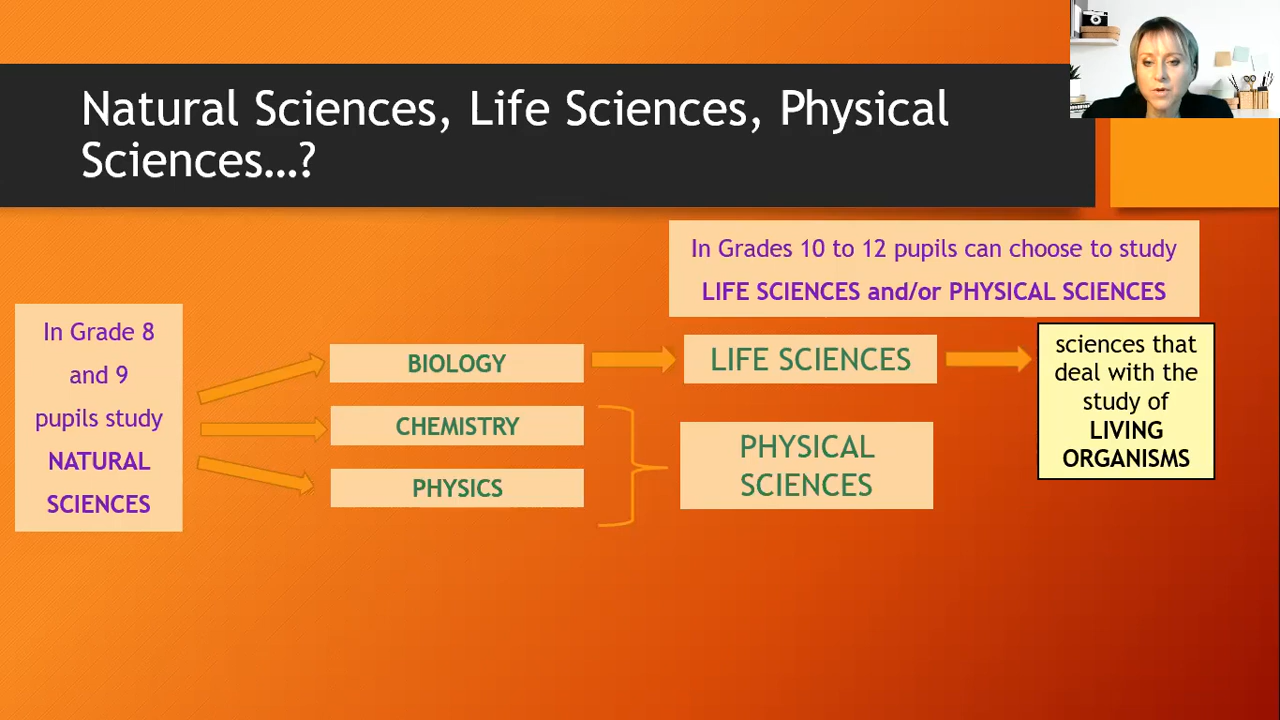 Natural Sciences, Life Sciences, Physical
Sciences...?
In Grades 10 to 12 pupils can choose to study
LIFE SCIENCES and/or PHYSICAL SCIENCES
In Grade 8
and 9
pupils study
NATURAL
SCIENCES
BIOLOGY
CHEMISTRY
PHYSICS
LIFE SCIENCES
PHYSICAL
SCIENCES
sciences that
deal with the
study of
LIVING
ORGANISMS